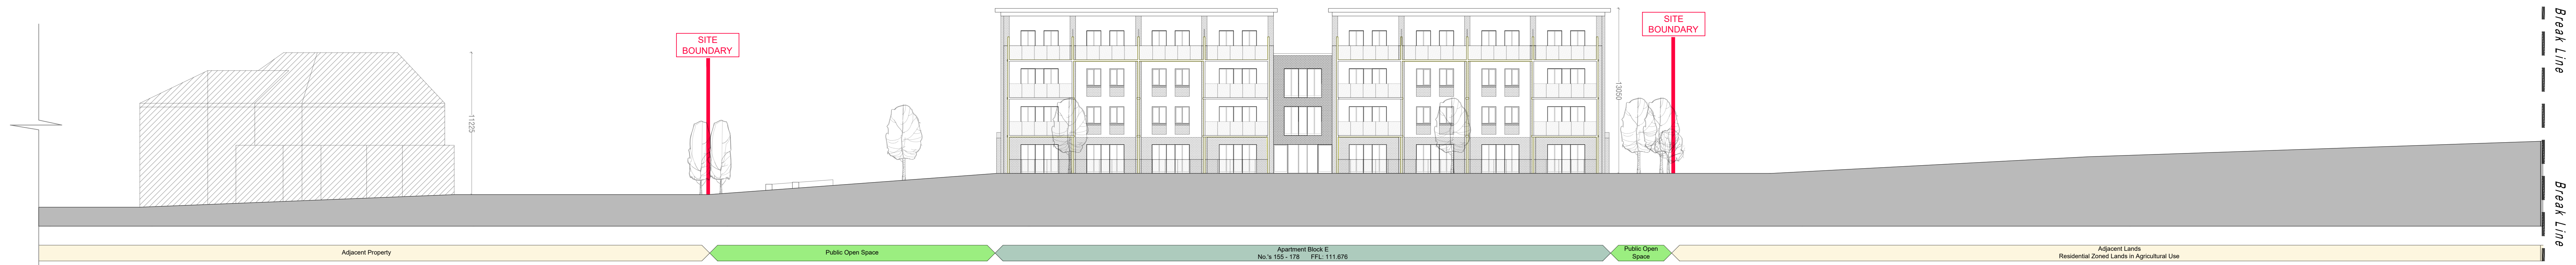 SITE
BOUNDARY
SITE
BOUNDARY
Break Line
11225
13050
Break Line
Adjacent Property
Public Open Space
Apartment Block E
No.'s 155 - 178 FFL: 111.676
Public Open
Space
Adjacent Lands
Residential Zoned Lands in Agricultural Use